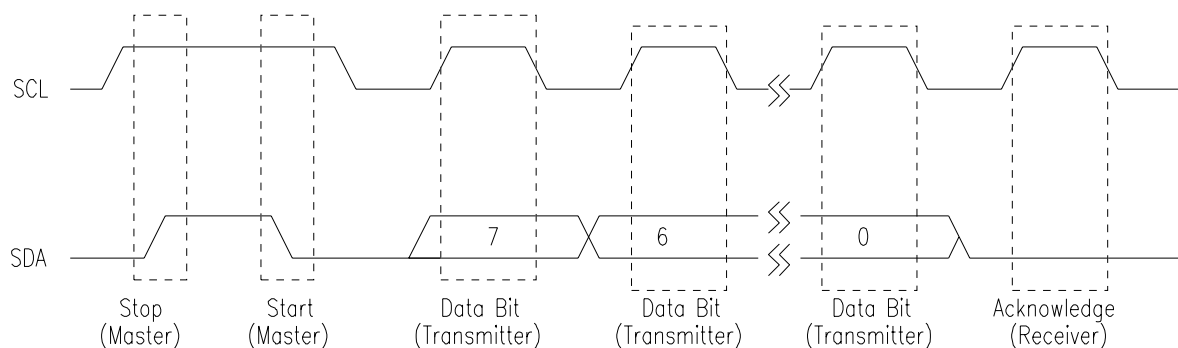 SCL
SDA
7
6
0
Stop
(Master)
Start
(Master)
Data Bit
(Transmitter)
Data Bit
(Transmitter)
Data Bit
(Transmitter)
Acknowledge
(Receiver)